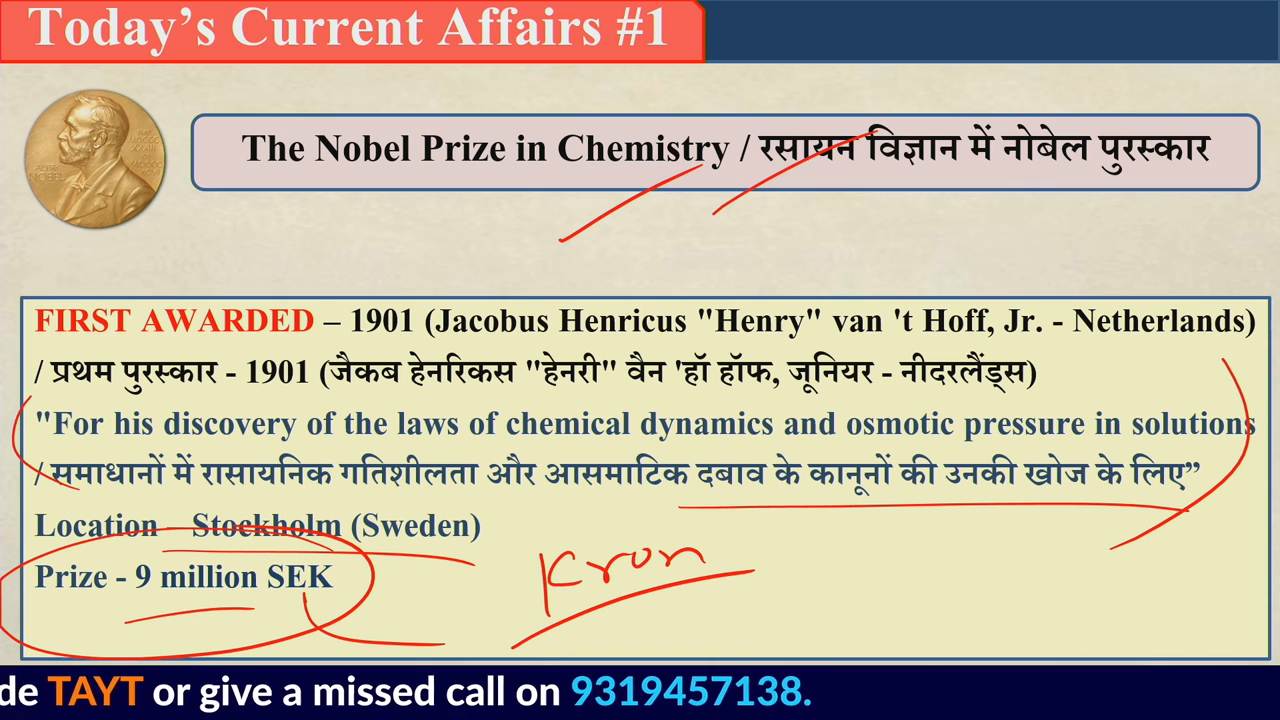 Today's Current Affairs #1
The Nobel Prize in Chemistry / रसायन विज्ञान में नोबेल पुरस्कार
FIRST AWARDED – 1901 (Jacobus Henricus "Henry" van 't Hoff, Jr. - Netherlands)
/ प्रथम पुरस्कार - 1901 (जैकब हेनरिकस "हेनरी" वैन 'हॉ हॉफ, जूनियर - नीदरलैंड्स)
"For his discovery of the laws of chemical dynamics and osmotic pressure in solutions
/ समाधानों में रासायनिक गतिशीलता और आसमाटिक दबाव के कानूनों की उनकी खोज के लिए”
Location – Stockholm (Sweden)
Prize - 9 million SEK
Kron
de TAYT or give a missed call on 9319457138.